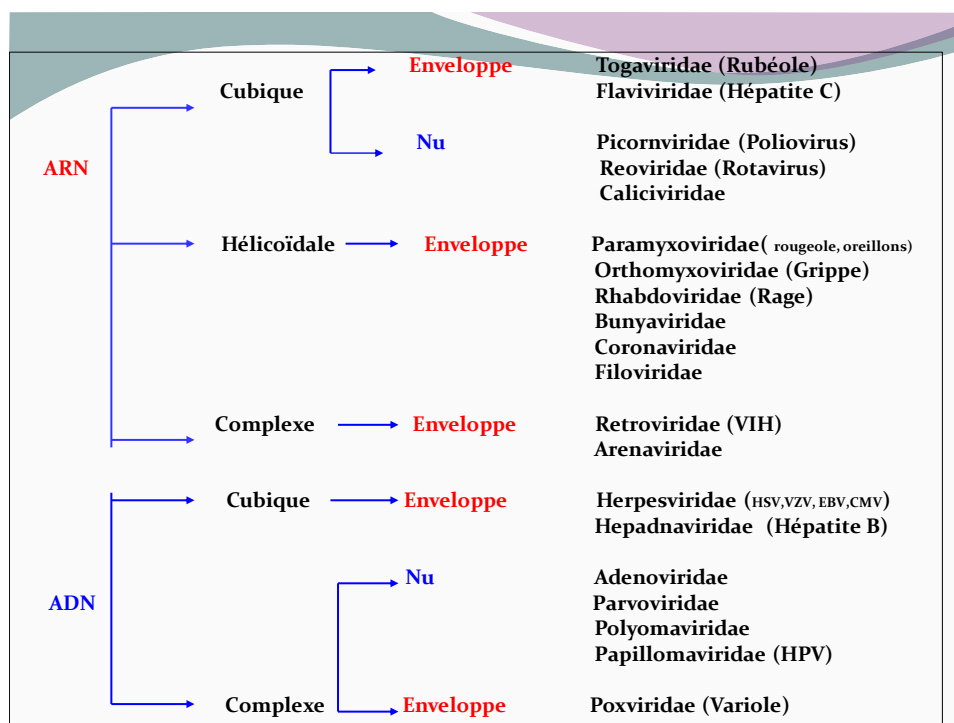 Enveloppe Togaviridae (Rubéole)
Cubique Flaviviridae (Hépatite C)
Nu Picornviridae (Poliovirus)
ARN Reoviridae (Rotavirus)
Caliciviridae
Hélicoïdale Enveloppe Paramyxoviridae( rougeole, oreillons)
Orthomyxoviridae (Grippe)
Rhabdoviridae (Rage)
Bunyaviridae
Coronaviridae
Filoviridae
Complexe Enveloppe Retroviridae (VIH)
Arenaviridae
Cubique Enveloppe Herpesviridae (HSV,VZV, EBV,CMV)
Hepadnaviridae (Hépatite B)
Nu Adenoviridae
ADN Parvoviridae
Polyomaviridae
Papillomaviridae (HPV)
Complexe Enveloppe Poxviridae (Variole)